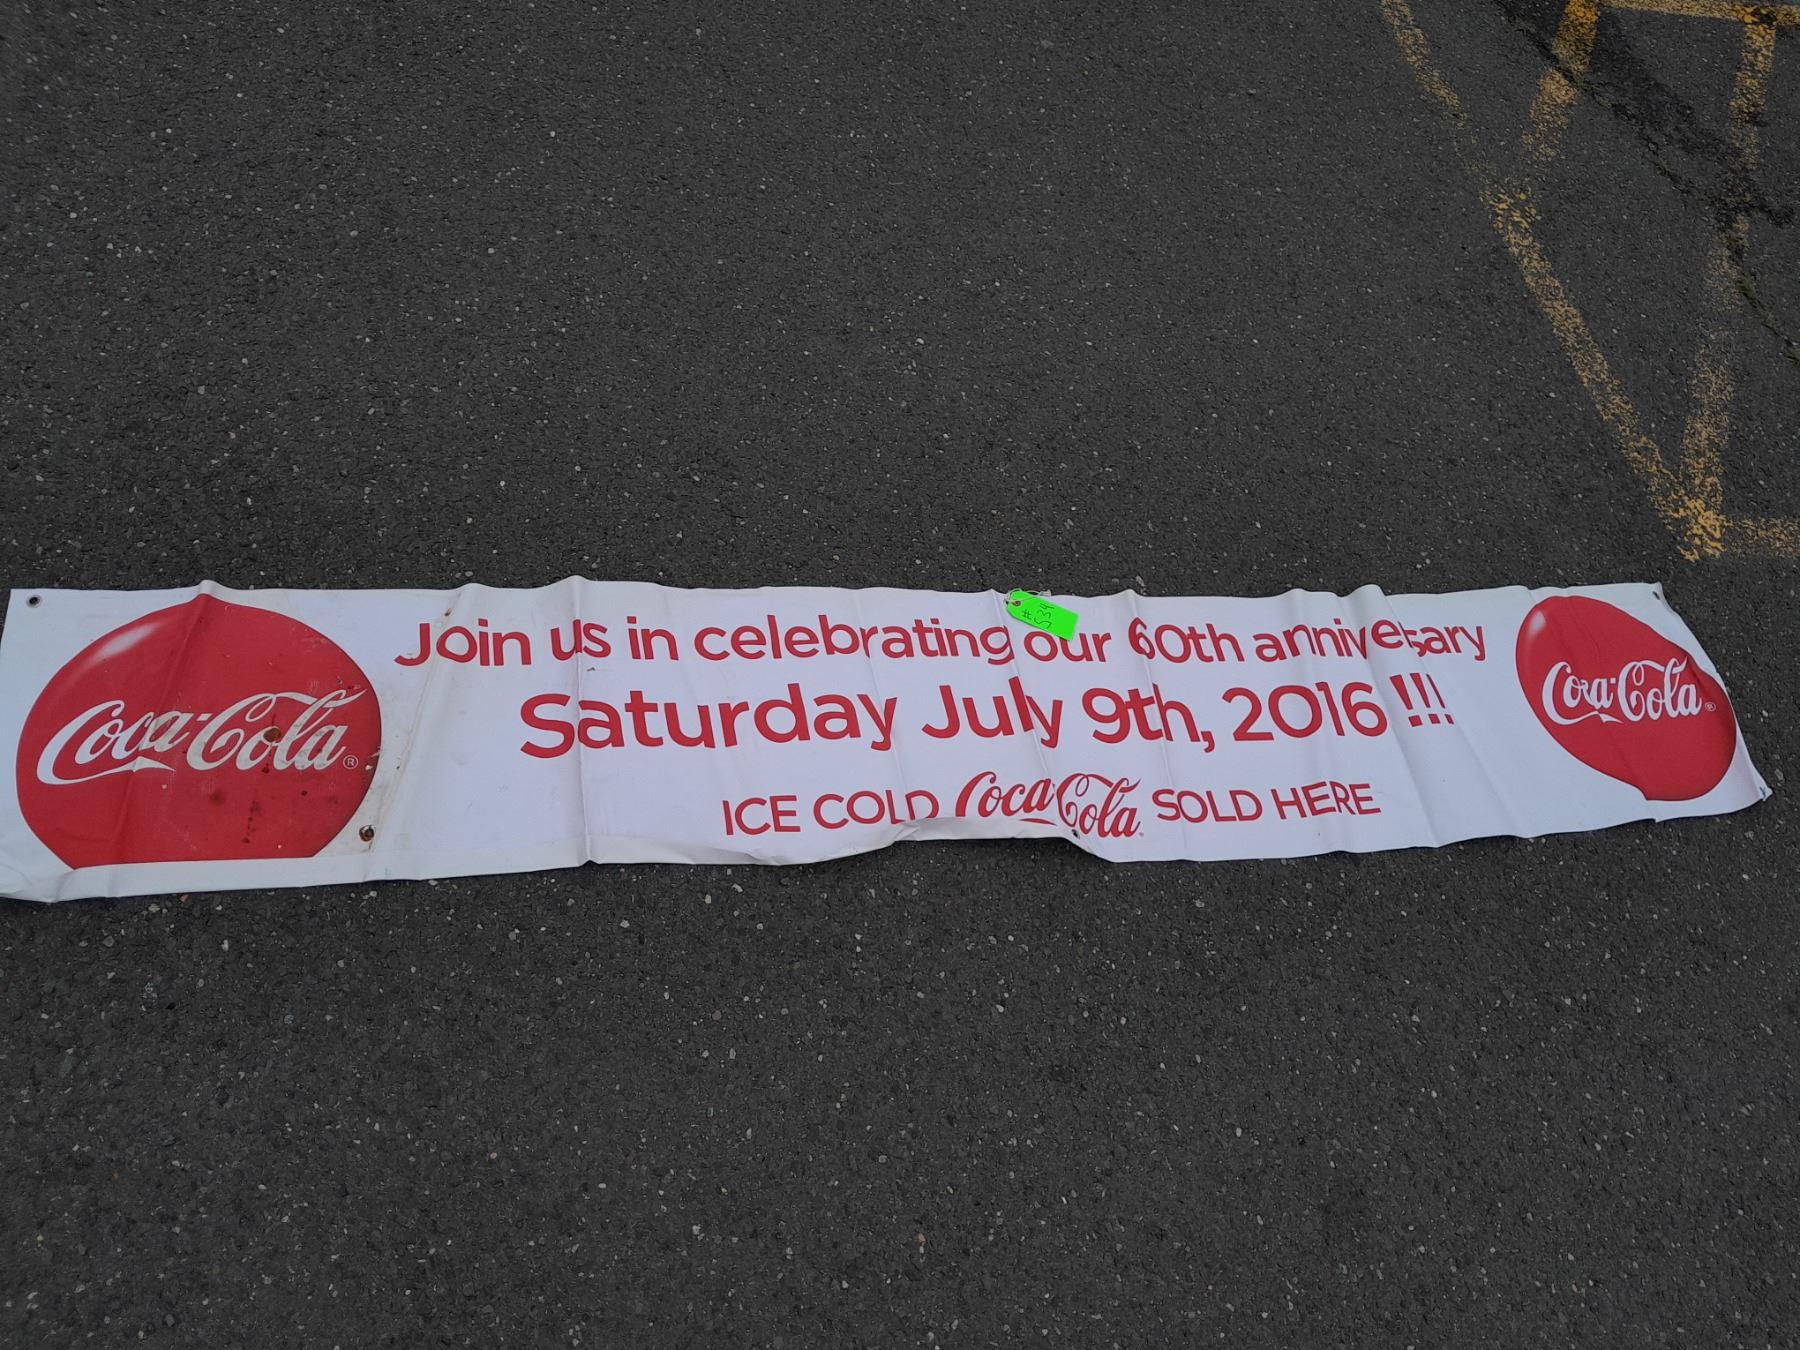 Coca-Cola ®
Join us in celebrating our 60th anniversary
Saturday July 9th, 2016 !!!
ICE COLD Coca-Cola SOLD HERE
Coca-Cola ®
#534